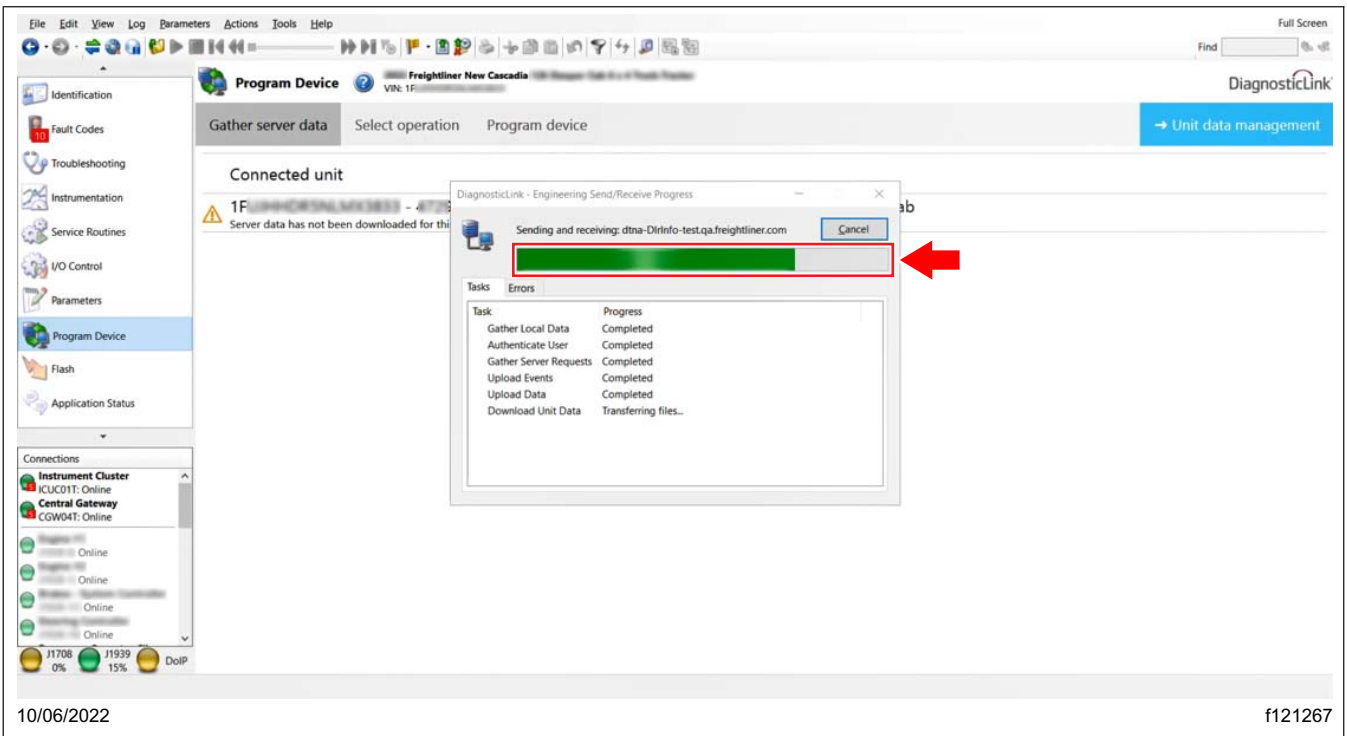 File Edit View Log Parameters Actions Tools Help Full Screen
Find
Identification
10
Fault Codes
Troubleshooting
Instrumentation
Service Routines
I/O Control
Parameters
Program Device
Flash
Application Status
Program Device
Freightliner New Cascadia
VIN: 1F
DiagnosticLink
Gather server data Select operation Program device → Unit data management
Connected unit
1F
Server data has not been downloaded for thi
ab
DiagnosticLink - Engineering Send/Receive Progress
Sending and receiving: dtna-DlrInfo-test.qa.freightliner.com Cancel
Tasks Errors
Task Progress
Gather Local Data Completed
Authenticate User Completed
Gather Server Requests Completed
Upload Events Completed
Upload Data Completed
Download Unit Data Transferring files...
Connections
Instrument Cluster
ICUC01T: Online
Central Gateway
CGW04T: Online
Online
Online
Online
Online
J1708 0% J1939 15% DoIP
10/06/2022 f121267